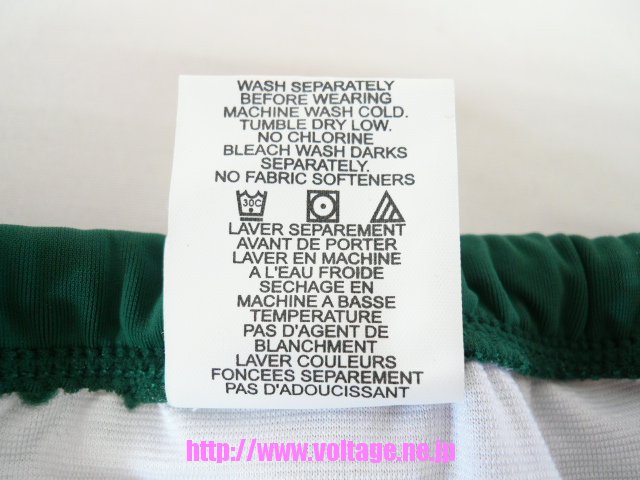 WASH SEPARATELY
BEFORE WEARING
MACHINE WASH COLD.
TUMBLE DRY LOW.
NO CHLORINE
BLEACH WASH DARKS
SEPARATELY.
NO FABRIC SOFTENERS
30C
LAVER SEPAREMENT
AVANT DE PORTER
LAVER EN MACHINE
A L'EAU FROIDE
SECHAGE EN
MACHINE A BASSE
TEMPERATURE
PAS D'AGENT DE
BLANCHMENT
LAVER COULEURS
FONCEES SEPAREMENT
PAS D'ADOUCISSANT
http://www.voltage.ne.jp